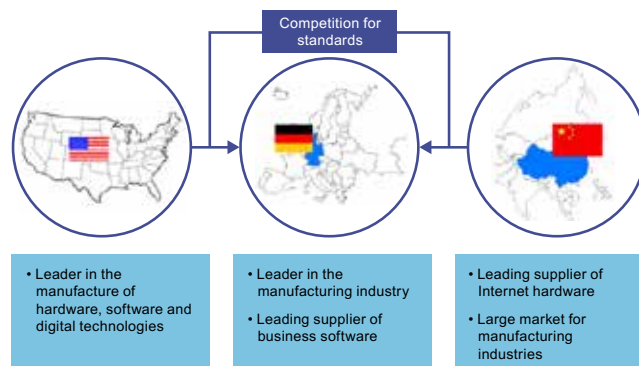 Competition for
standards
• Leader in the
manufacture of
hardware, software and
digital technologies
• Leader in the
manufacturing industry
• Leading supplier of
business software
• Leading supplier of
Internet hardware
• Large market for
manufacturing
industries